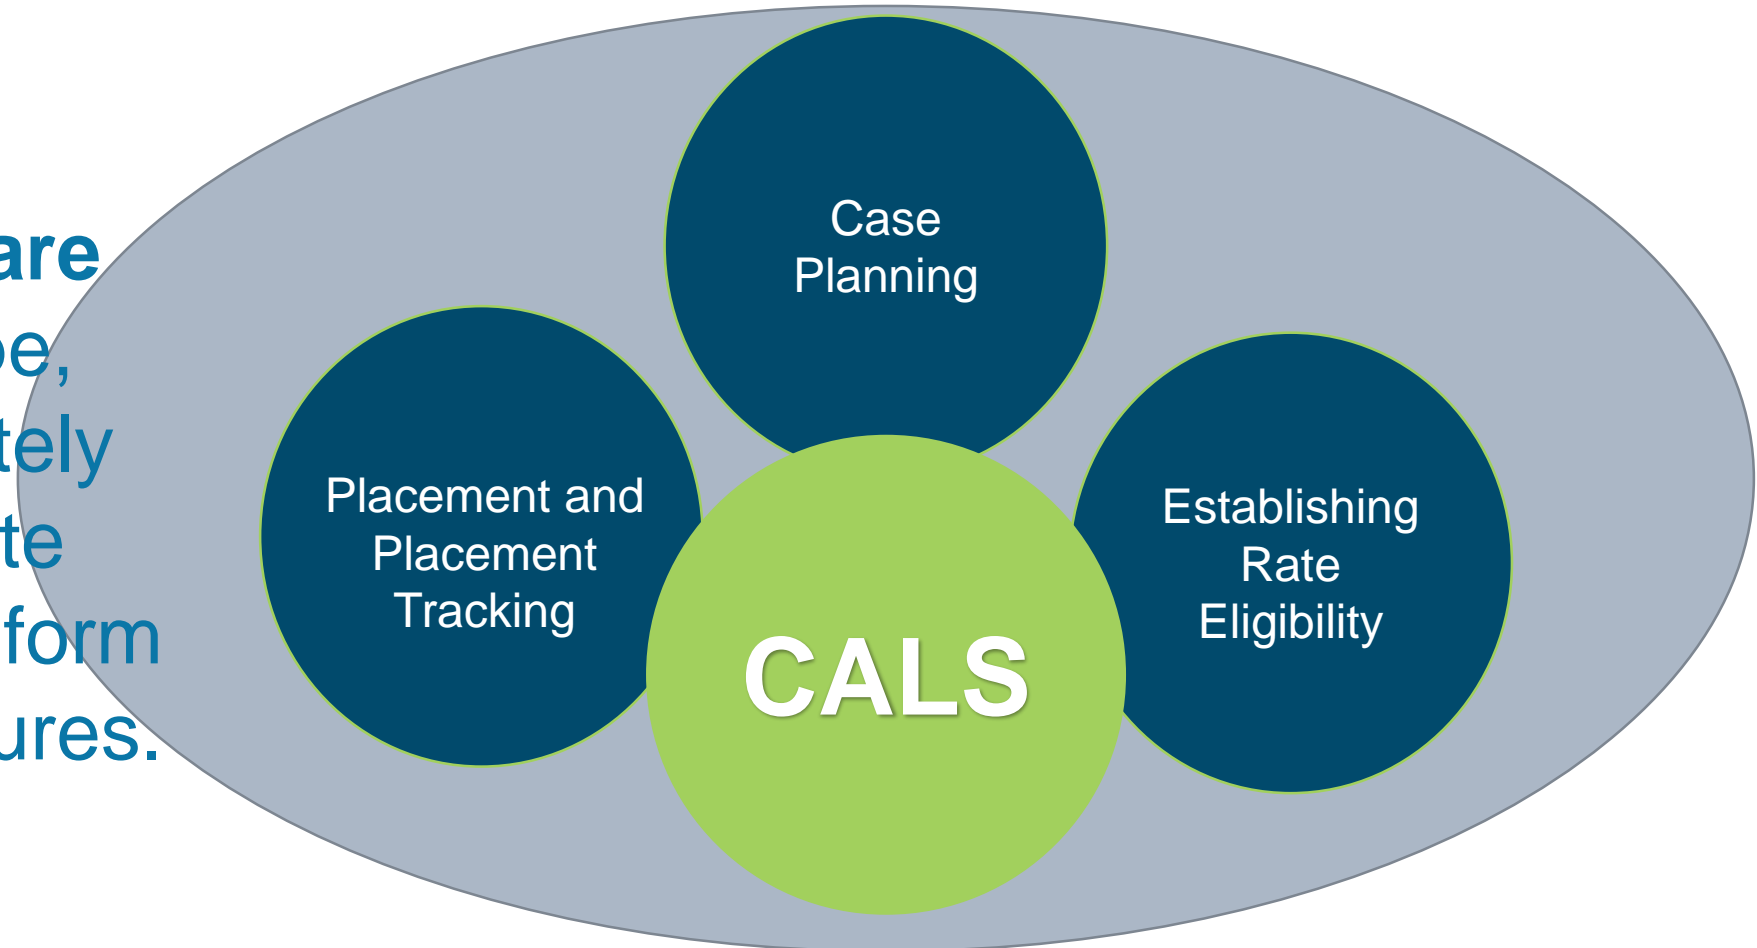 are
pe,
tely
te
form
ures.
Case
Planning
Placement and
Placement
Tracking
Establishing
Rate
Eligibility
CALS